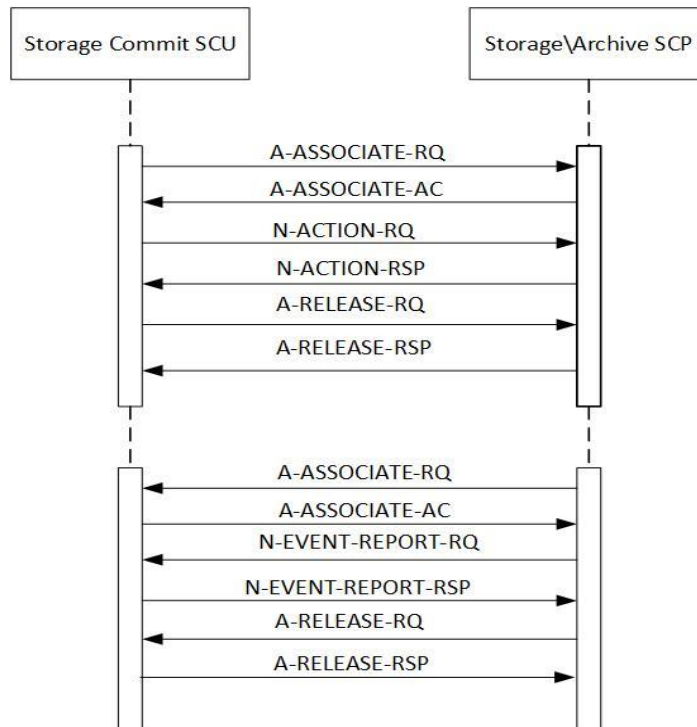 Storage Commit SCU
Storage\Archive SCP
A-ASSOCIATE-RQ
A-ASSOCIATE-AC
N-ACTION-RQ
N-ACTION-RSP
A-RELEASE-RQ
A-RELEASE-RSP
A-ASSOCIATE-RQ
A-ASSOCIATE-AC
N-EVENT-REPORT-RQ
N-EVENT-REPORT-RSP
A-RELEASE-RQ
A-RELEASE-RSP